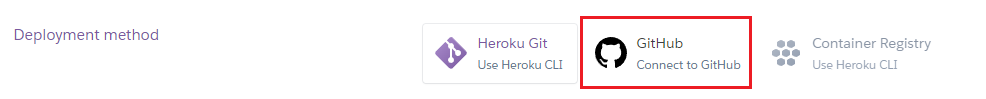 Deployment method
Heroku Git
Use Heroku CLI
GitHub
Connect to GitHub
Container Registry
Use Heroku CLI